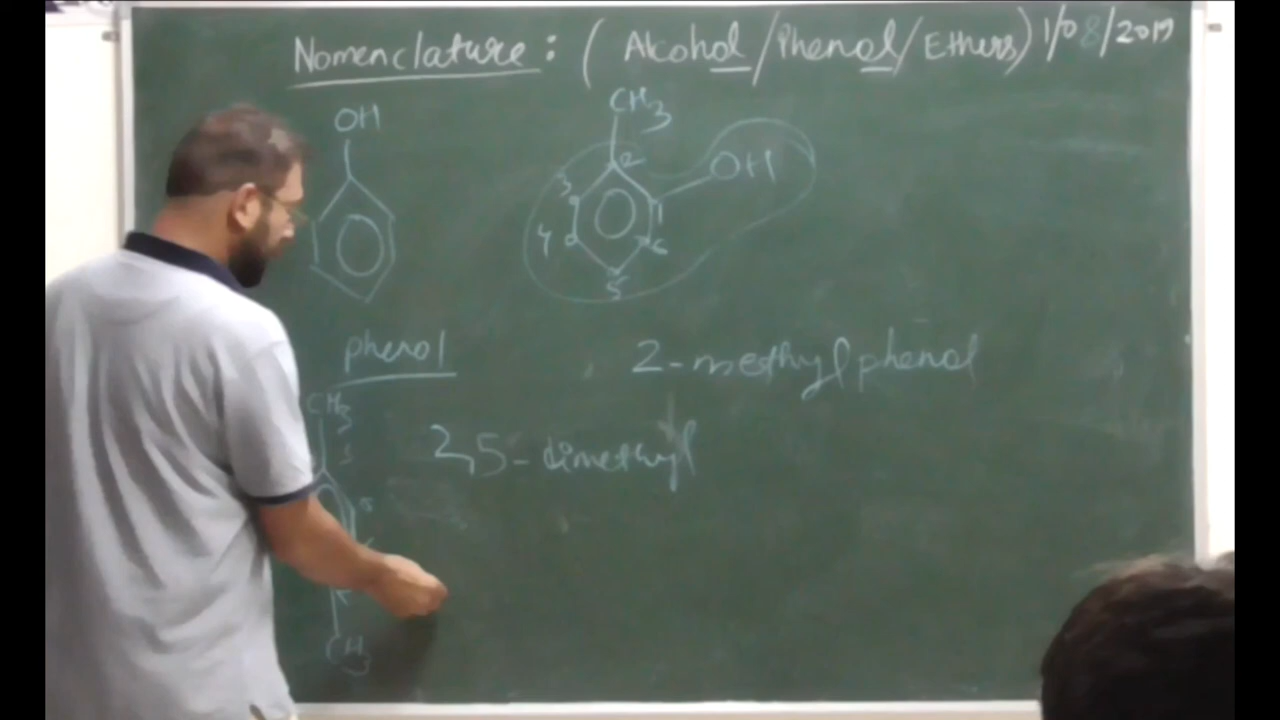 Nomenclature : ( Alcohol / Phenol / Ethers ) 1/08/2019
OH
CH3
OH
2
3
1
4
6
5
phenol
2-methyl phenol
CH3
2,5-dimethyl
CH3